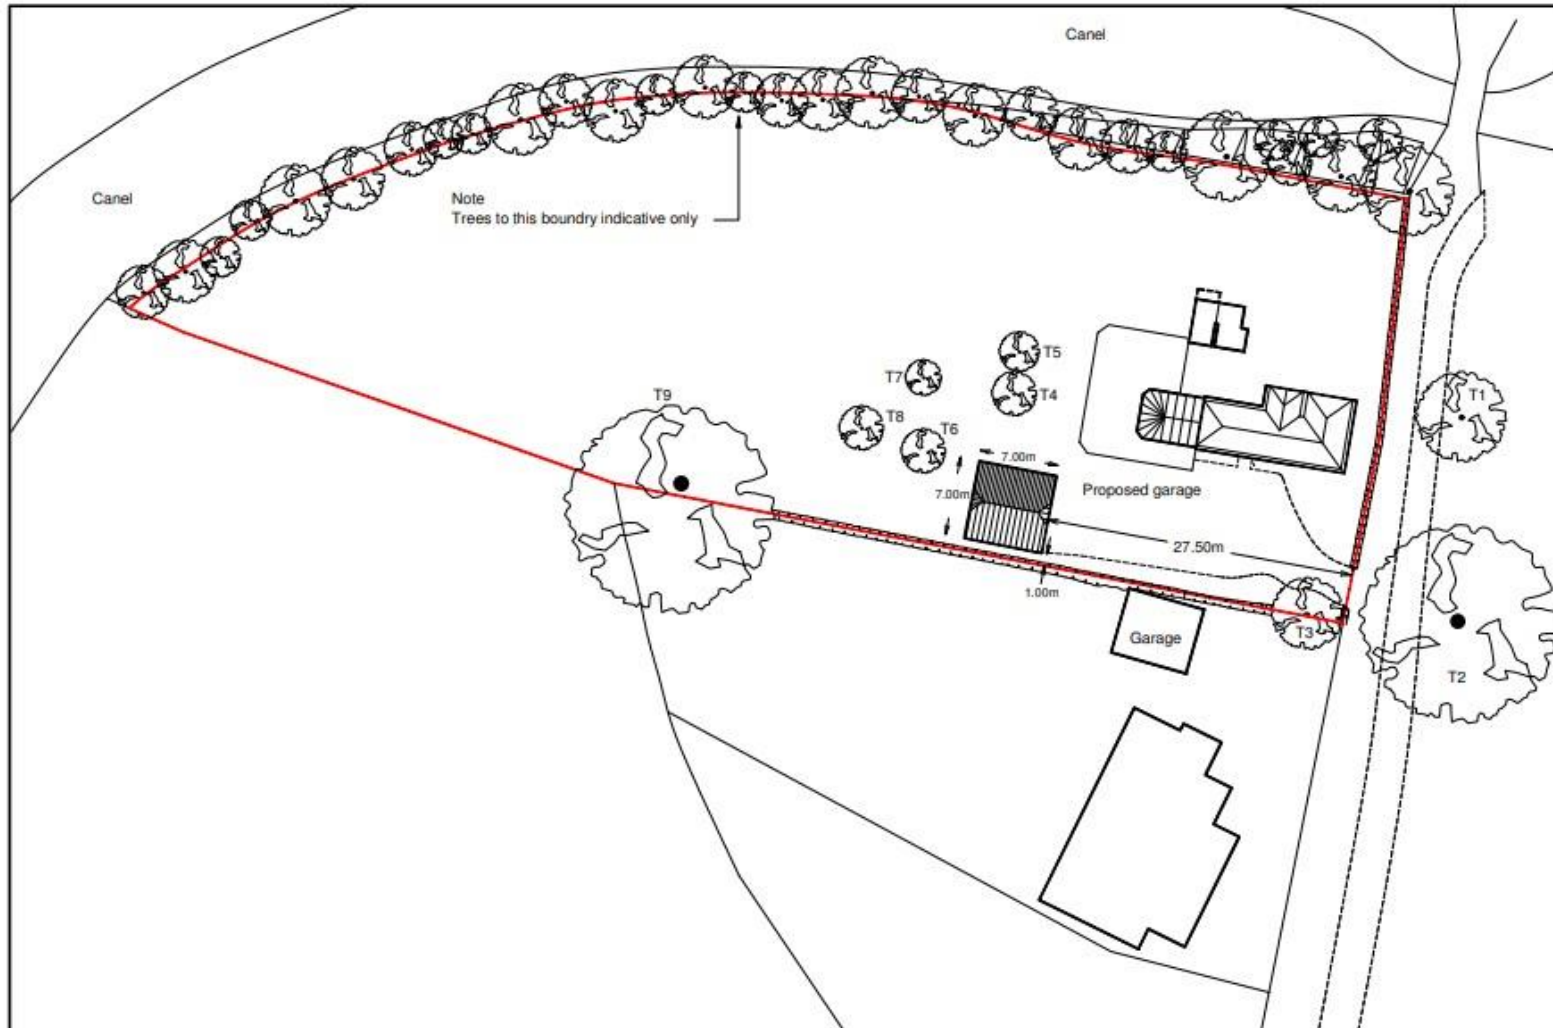 Canel
Canel
Note
Trees to this boundry indicative only
T5
T7
T4
T1
T9
T8
T6
7.00m
7.00m
Proposed garage
27.50m
1.00m
T3
Garage
T2